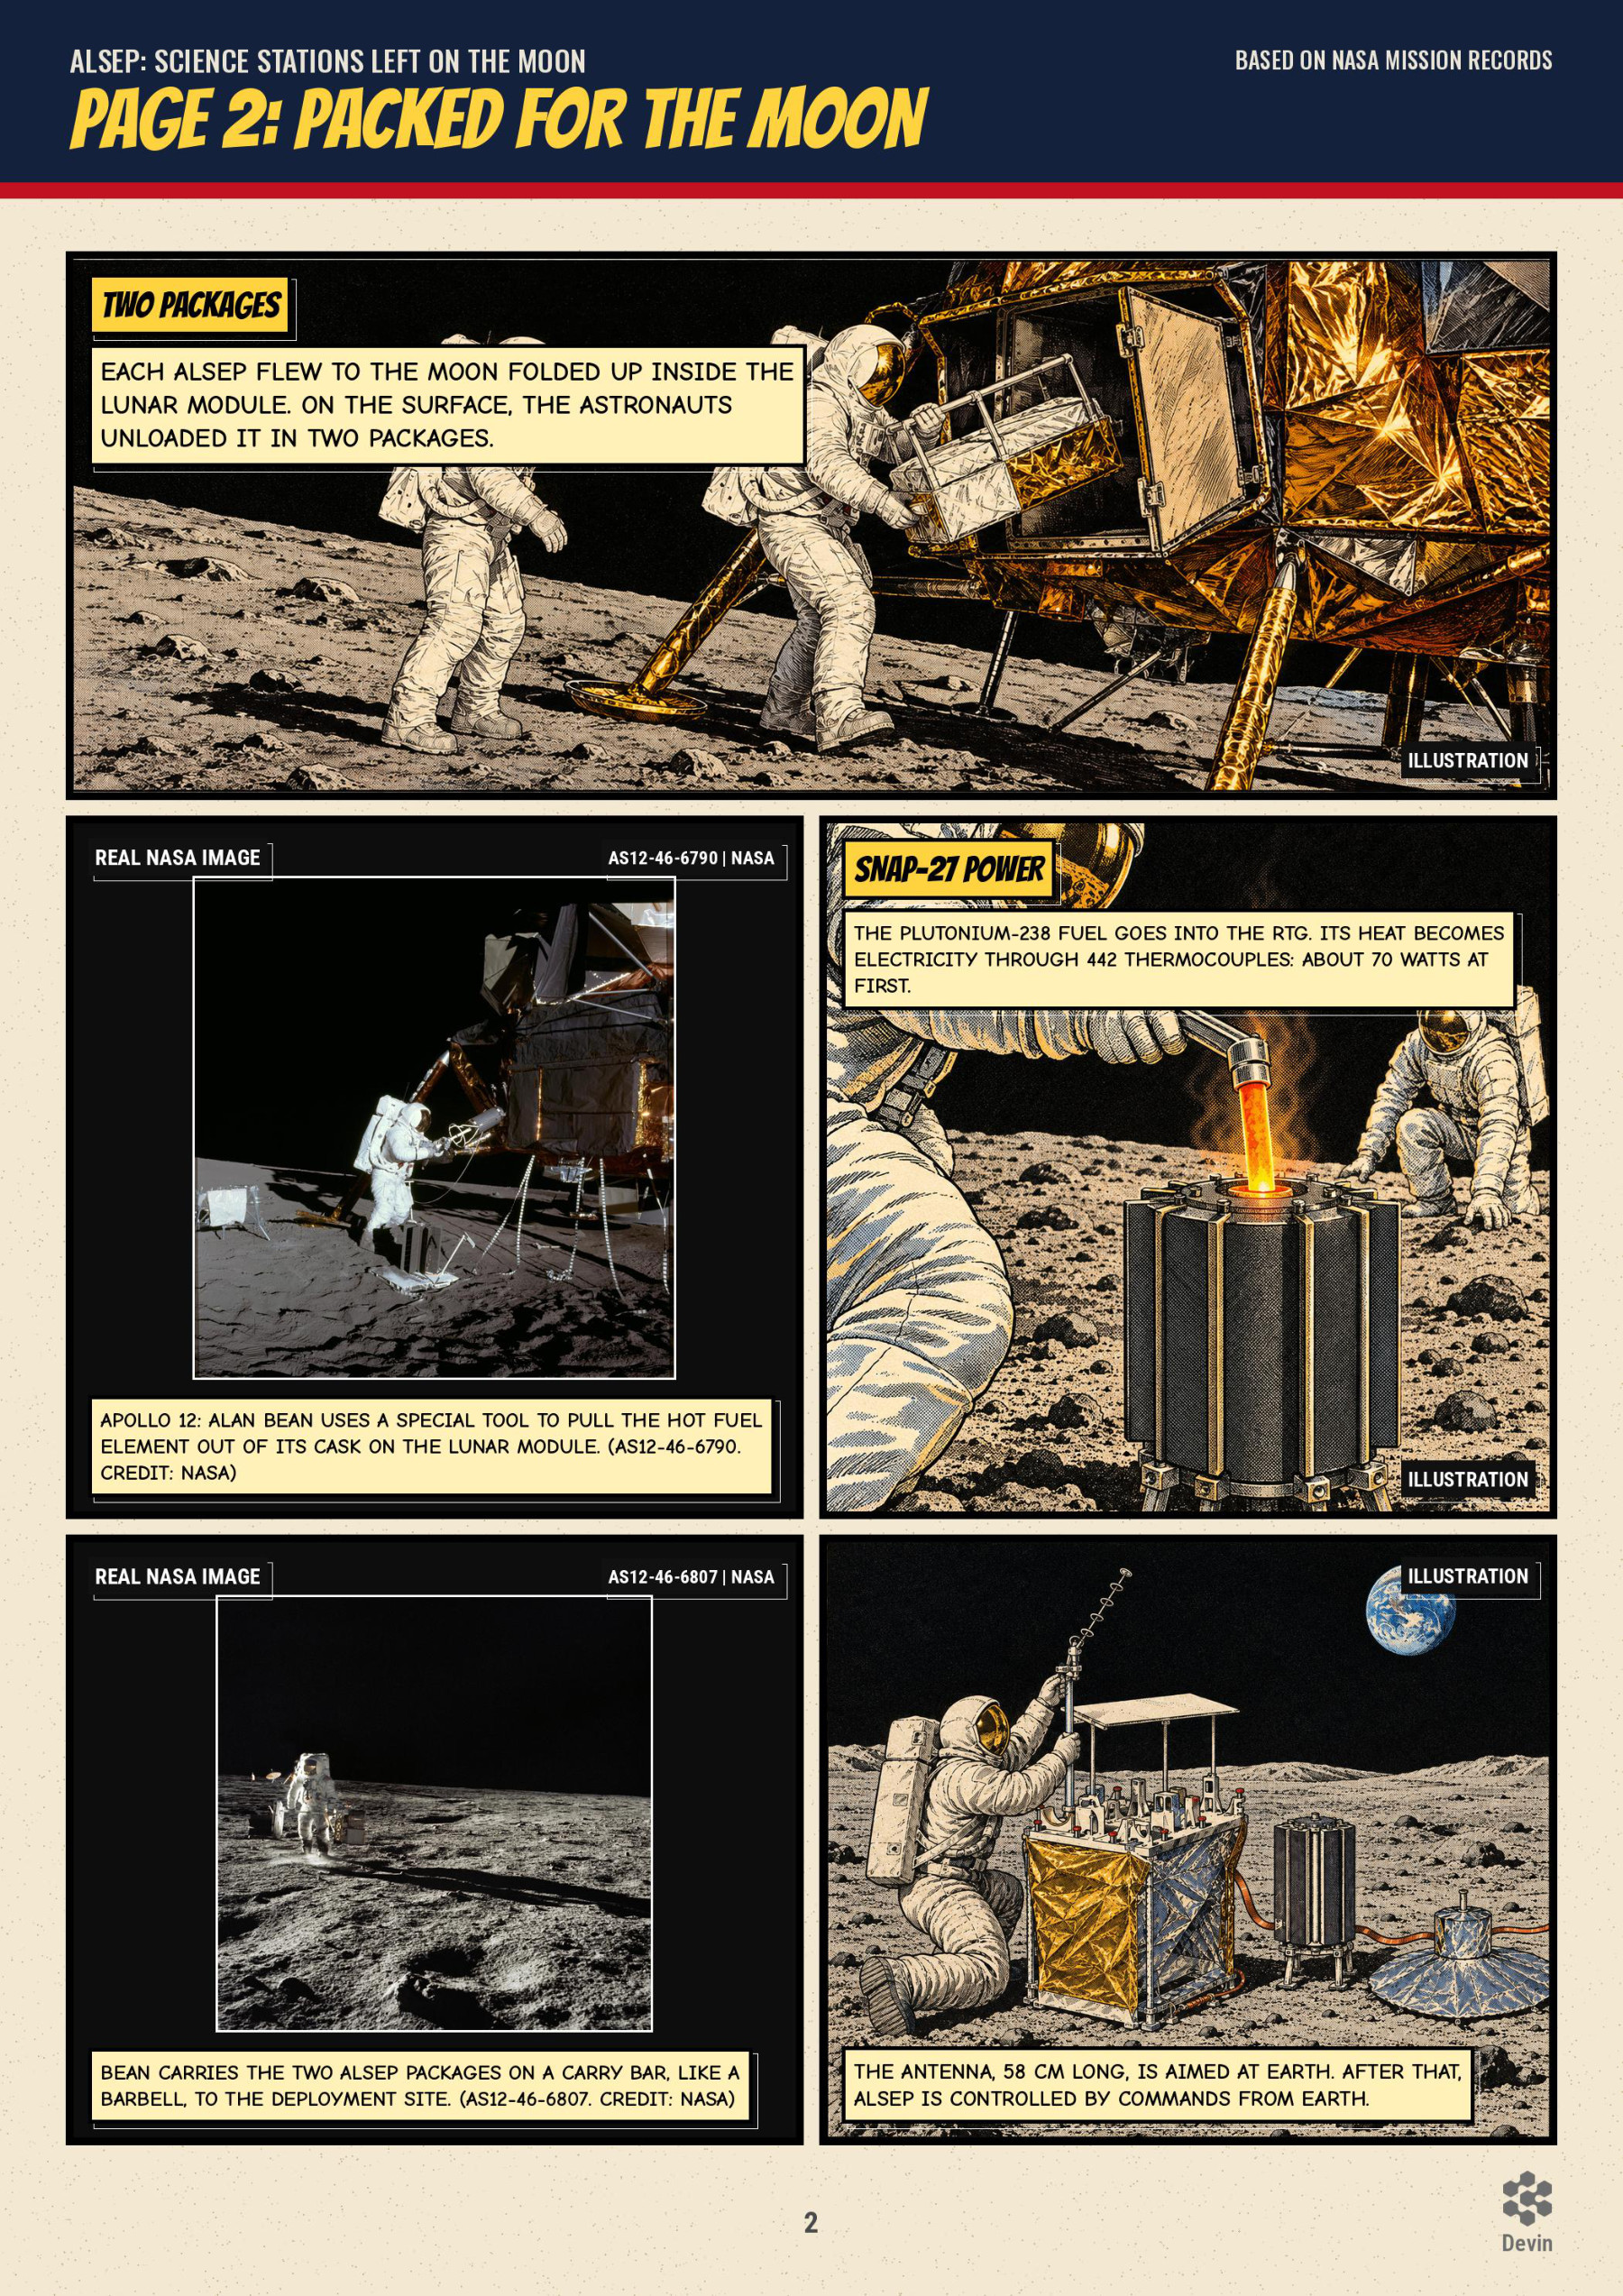 ALSEP: SCIENCE STATIONS LEFT ON THE MOON
BASED ON NASA MISSION RECORDS
PAGE 2: PACKED FOR THE MOON
TWO PACKAGES
EACH ALSEP FLEW TO THE MOON FOLDED UP INSIDE THE
LUNAR MODULE. ON THE SURFACE, THE ASTRONAUTS
UNLOADED IT IN TWO PACKAGES.
ILLUSTRATION
REAL NASA IMAGE
AS12-46-6790 | NASA
APOLLO 12: ALAN BEAN USES A SPECIAL TOOL TO PULL THE HOT FUEL
ELEMENT OUT OF ITS CASK ON THE LUNAR MODULE. (AS12-46-6790.
CREDIT: NASA)
SNAP-27 POWER
THE PLUTONIUM-238 FUEL GOES INTO THE RTG. ITS HEAT BECOMES
ELECTRICITY THROUGH 442 THERMOCOUPLES: ABOUT 70 WATTS AT
FIRST.
ILLUSTRATION
REAL NASA IMAGE
AS12-46-6807 | NASA
BEAN CARRIES THE TWO ALSEP PACKAGES ON A CARRY BAR, LIKE A
BARBELL, TO THE DEPLOYMENT SITE. (AS12-46-6807. CREDIT: NASA)
ILLUSTRATION
THE ANTENNA, 58 CM LONG, IS AIMED AT EARTH. AFTER THAT,
ALSEP IS CONTROLLED BY COMMANDS FROM EARTH.
2
Devin